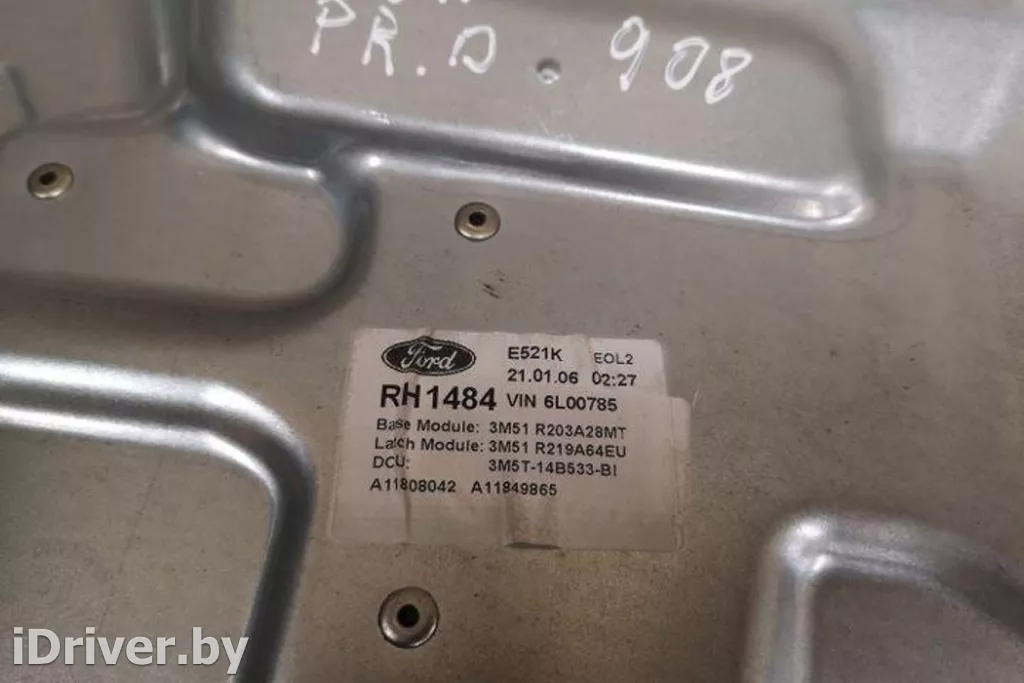 PR.D. 908
Ford
E521K EOL2
21.01.06 02:27
RH1484 VIN 6L00785
Base Module: 3M51 R203A28MT
Latch Module: 3M51 R219A64EU
DCU: 3M5T-14B533-BI
A11808042 A11849865
iDriver.by